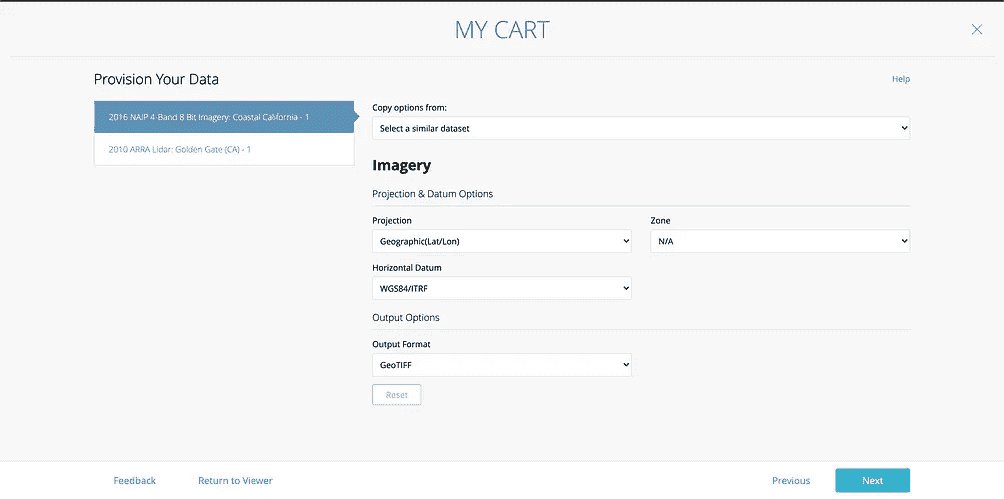 MY CART
Provision Your Data
Help
2016 NAIP 4-Band 8 Bit Imagery: Coastal California - 1
2010 ARRA Lidar: Golden Gate (CA) - 1
Copy options from:
Select a similar dataset
Imagery
Projection & Datum Options
Projection
Zone
Geographic(Lat/Lon)
N/A
Horizontal Datum
WGS84/ITRF
Output Options
Output Format
GeoTIFF
Reset
Feedback
Return to Viewer
Previous
Next